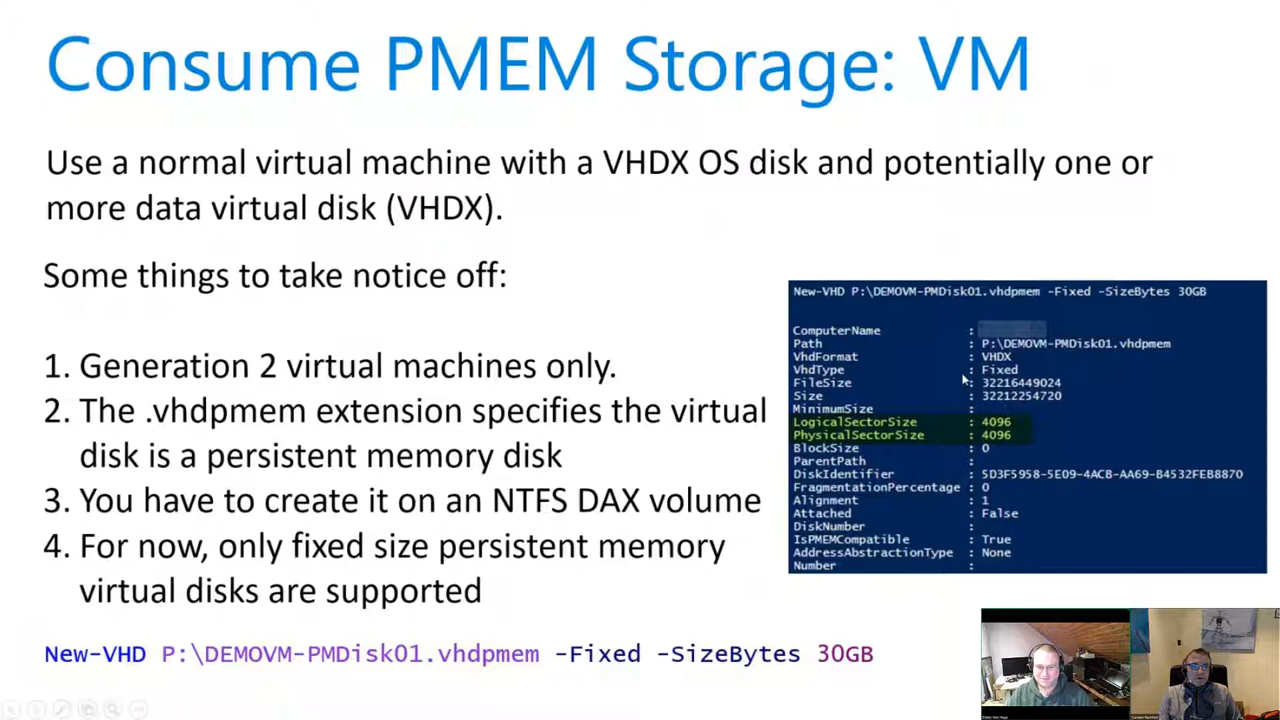 Consume PMEM Storage: VM
Use a normal virtual machine with a VHDX OS disk and potentially one or
more data virtual disk (VHDX).
Some things to take notice off:
1. Generation 2 virtual machines only.
2. The .vhdpmem extension specifies the virtual
disk is a persistent memory disk
3. You have to create it on an NTFS DAX volume
4. For now, only fixed size persistent memory
virtual disks are supported
New-VHD P:\DEMOVM-PMDisk01.vhdpmem -Fixed -SizeBytes 30GB
New-VHD P:\DEMOVM-PMDisk01.vhdpmem -Fixed -SizeBytes 30GB
ComputerName :
Path : P:\DEMOVM-PMDisk01.vhdpmem
VhdFormat : VHDX
VhdType : Fixed
FileSize : 32216449024
Size : 32212254720
MinimumSize :
LogicalSectorSize : 4096
PhysicalSectorSize : 4096
BlockSize : 0
ParentPath :
DiskIdentifier : 5D3F5958-5E09-4ACB-AA69-B4532FEB8870
FragmentationPercentage : 0
Alignment : 1
Attached : False
DiskNumber :
IsPMEMCompatible : True
AddressAbstractionType : None
Number :